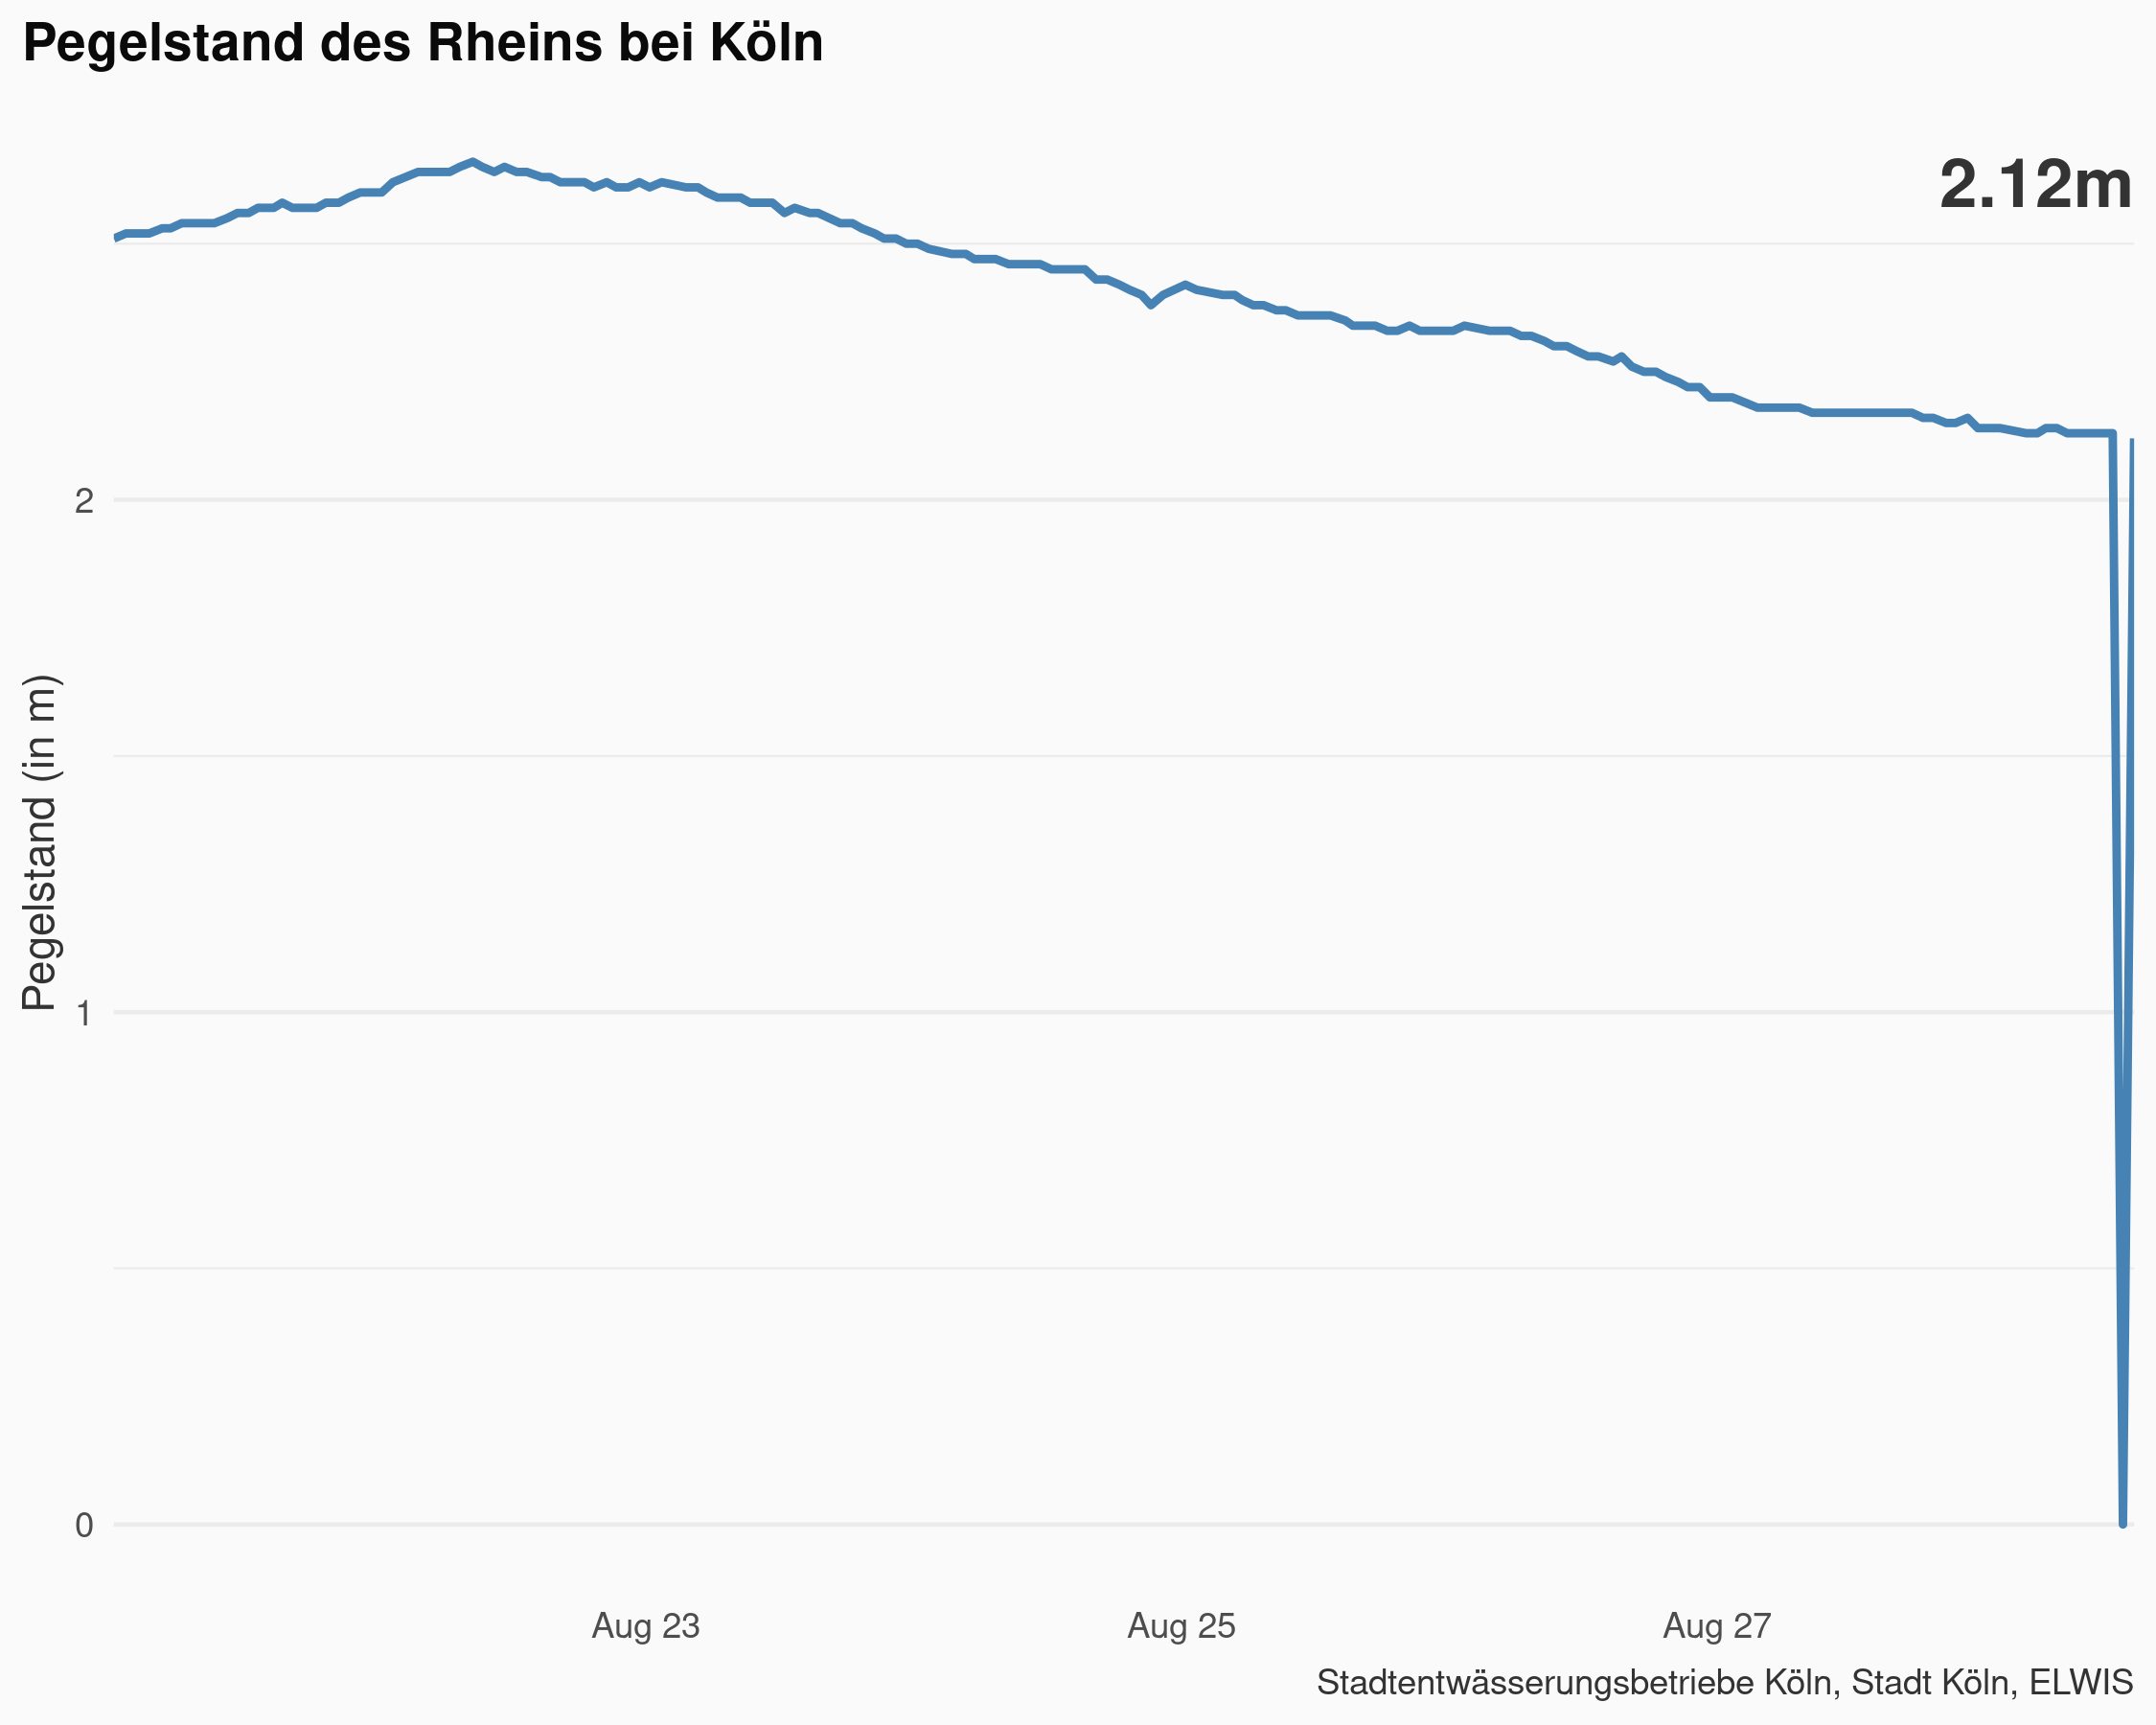 Pegelstand des Rheins bei Köln
2.12m
Pegelstand (in m)
2
1
0
Aug 23
Aug 25
Aug 27
Stadtentwässerungsbetriebe Köln, Stadt Köln, ELWIS